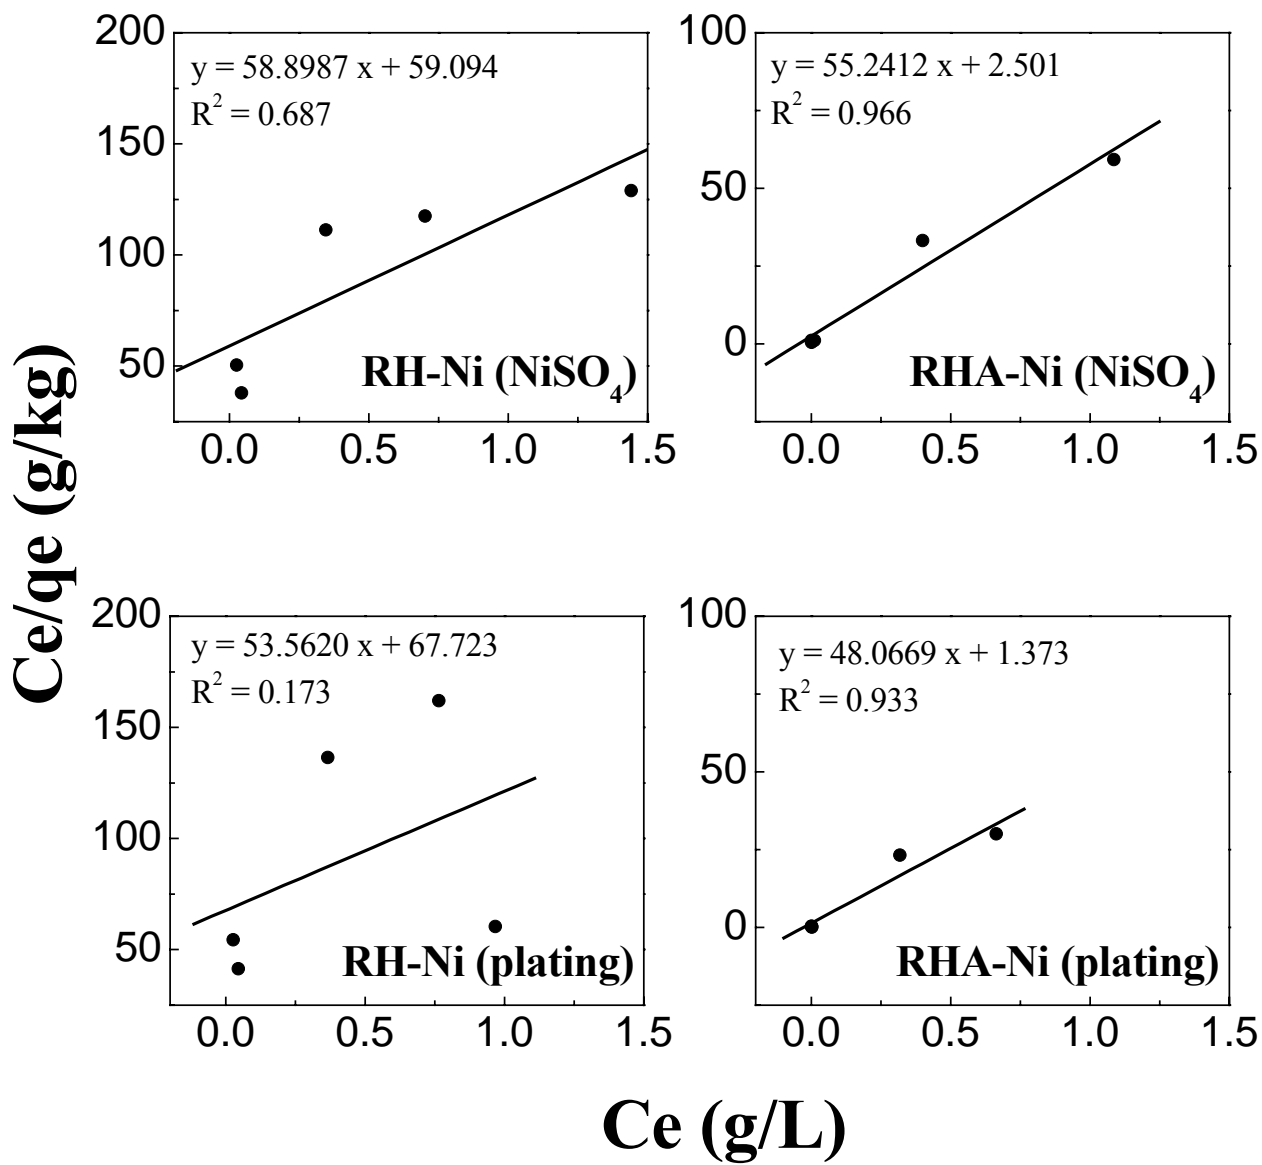 Ce/qe (g/kg)
200
150
100
50
y = 58.8987 x + 59.094
R² = 0.687
RH-Ni (NiSO₄)
0.0 0.5 1.0 1.5
100
50
0
y = 55.2412 x + 2.501
R² = 0.966
RHA-Ni (NiSO₄)
0.0 0.5 1.0 1.5
200
150
100
50
y = 53.5620 x + 67.723
R² = 0.173
RH-Ni (plating)
0.0 0.5 1.0 1.5
100
50
0
y = 48.0669 x + 1.373
R² = 0.933
RHA-Ni (plating)
0.0 0.5 1.0 1.5
Ce (g/L)